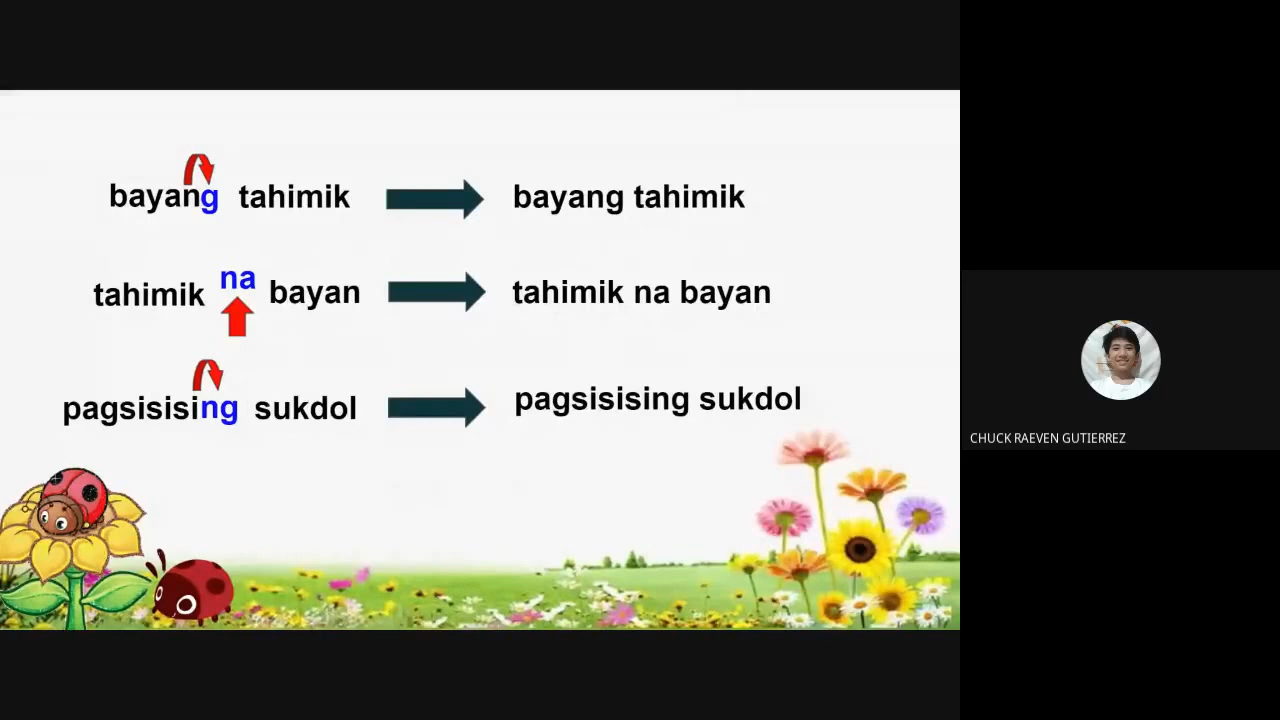 bayang tahimik bayang tahimik
tahimik na bayan tahimik na bayan
pagsisising sukdol pagsisising sukdol
CHUCK RAEVEN GUTIERREZ